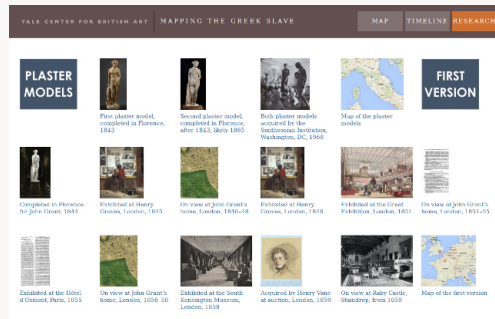 YALE CENTER FOR BRITISH ART
MAPPING THE GREEK SLAVE
MAP
TIMELINE
RESEARCH
PLASTER
MODELS
First plaster model,
completed in Florence,
1843
Second plaster model,
completed in Florence,
after 1843, likely 1865
Both plaster models
acquired by the
Smithsonian Institution,
Washington, DC, 1968
Map of the plaster
models
FIRST
VERSION
Completed in Florence
for John Grant, 1844
Exhibited at Henry
Graves, London, 1845
On view at John Grant's
home, London, 1846–48
Exhibited at Henry
Graves, London, 1848
Exhibited at the Great
Exhibition, London, 1851
On view at John Grant's
home, London, 1851–55
Exhibited at the Hôtel
d'Osmont, Paris, 1855
On view at John Grant's
home, London, 1856–58
Exhibited at the South
Kensington Museum,
London, 1858
Acquired by Henry Vane
at auction, London, 1859
On view at Raby Castle,
Staindrop, from 1859
Map of the first version